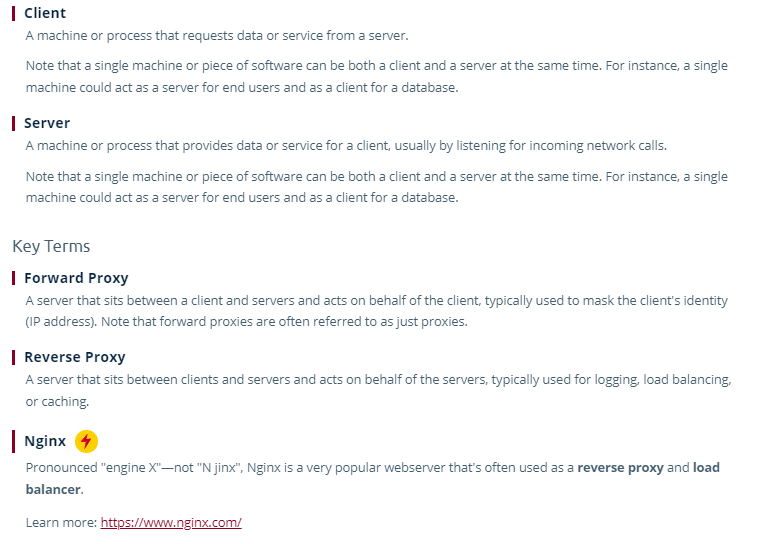 Client
A machine or process that requests data or service from a server.
Note that a single machine or piece of software can be both a client and a server at the same time. For instance, a single
machine could act as a server for end users and as a client for a database.
Server
A machine or process that provides data or service for a client, usually by listening for incoming network calls.
Note that a single machine or piece of software can be both a client and a server at the same time. For instance, a single
machine could act as a server for end users and as a client for a database.
Key Terms
Forward Proxy
A server that sits between a client and servers and acts on behalf of the client, typically used to mask the client's identity
(IP address). Note that forward proxies are often referred to as just proxies.
Reverse Proxy
A server that sits between clients and servers and acts on behalf of the servers, typically used for logging, load balancing,
or caching.
Nginx
Pronounced "engine X"—not "N jinx", Nginx is a very popular webserver that's often used as a reverse proxy and load
balancer.
Learn more: https://www.nginx.com/